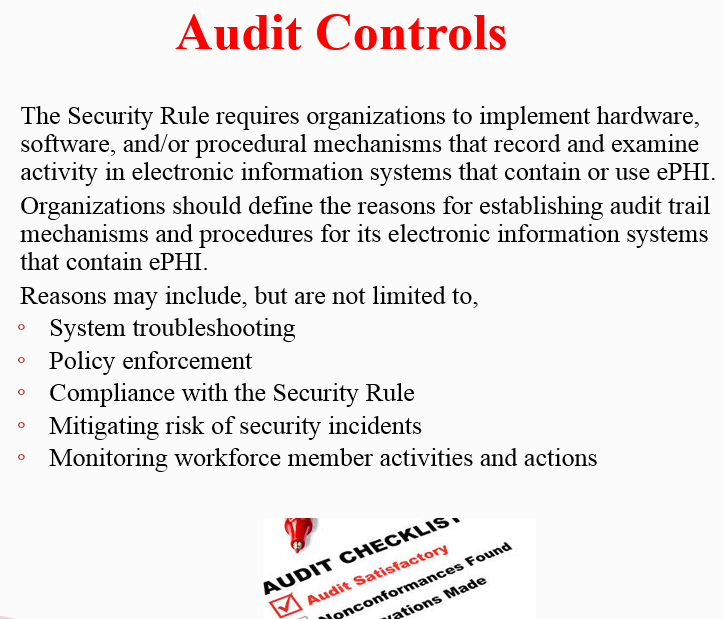 Audit Controls
The Security Rule requires organizations to implement hardware,
software, and/or procedural mechanisms that record and examine
activity in electronic information systems that contain or use ePHI.
Organizations should define the reasons for establishing audit trail
mechanisms and procedures for its electronic information systems
that contain ePHI.
Reasons may include, but are not limited to,
° System troubleshooting
° Policy enforcement
° Compliance with the Security Rule
° Mitigating risk of security incidents
° Monitoring workforce member activities and actions
AUDIT CHECKLIST
Audit Satisfactory
Nonconformances Found
Made